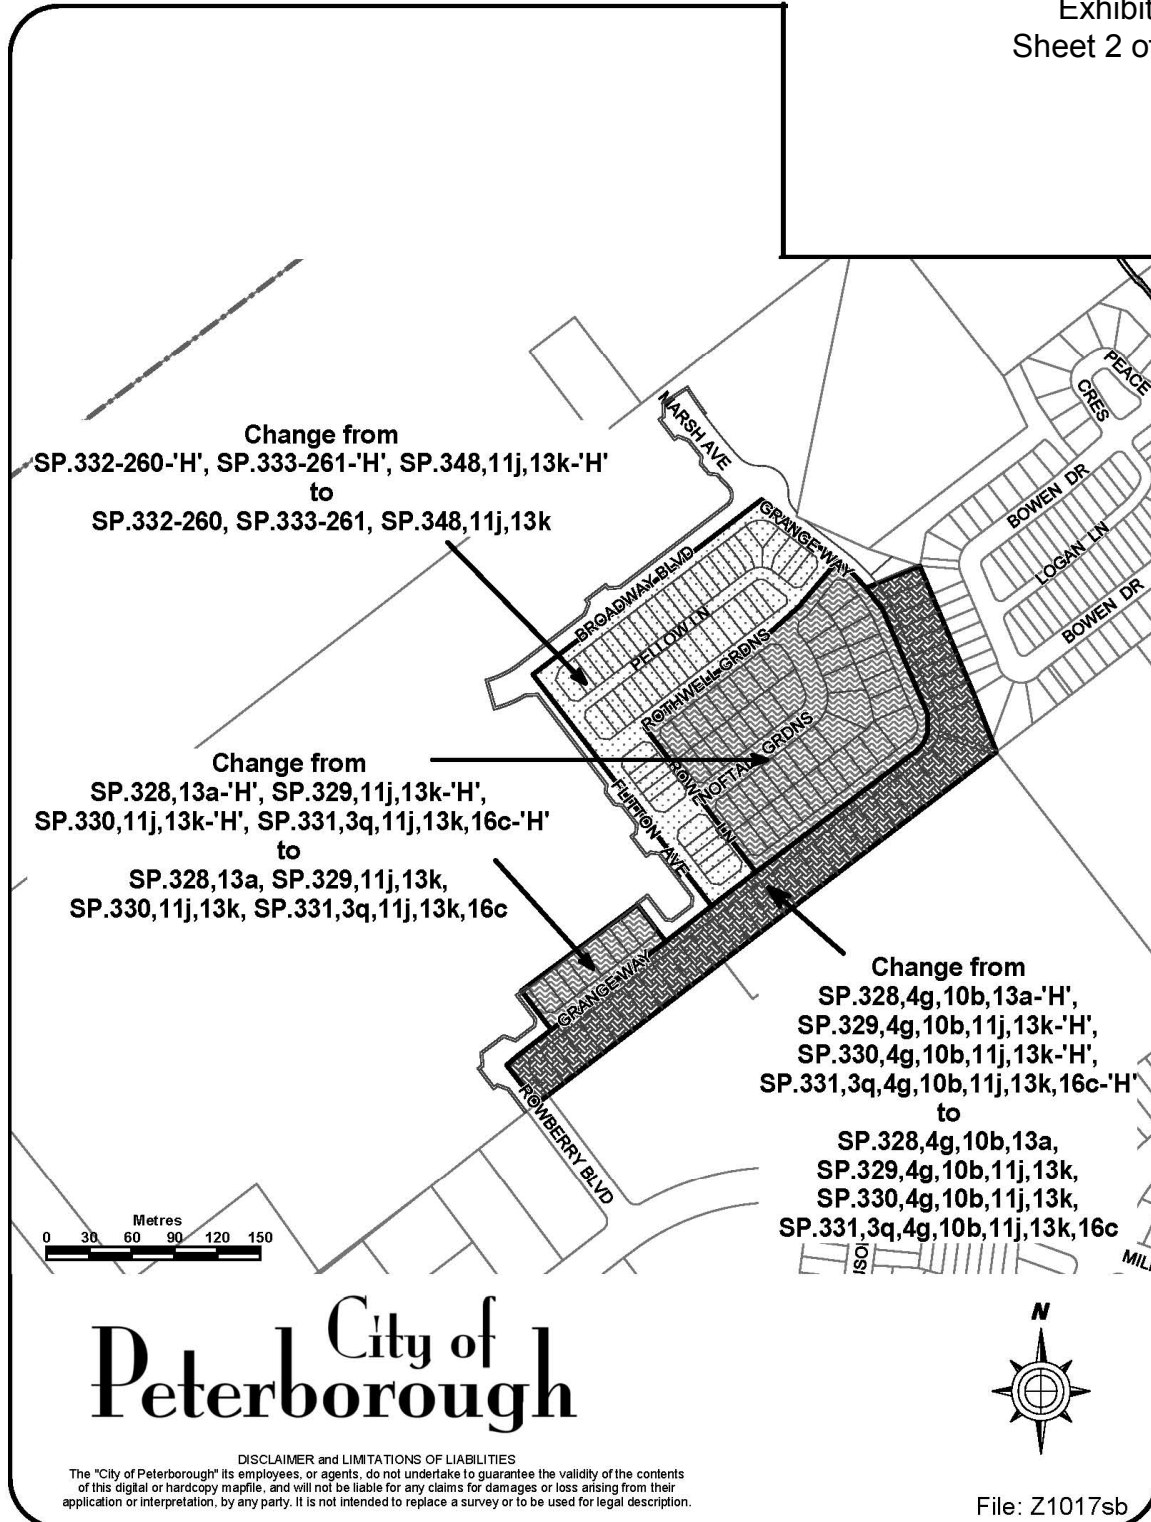 Exhibit
Sheet 2 of
PEACE
CRES
MARSH AVE
BOWEN DR
LOGAN LN
BOWEN DR
Change from
SP.332-260-'H', SP.333-261-'H', SP.348,11j,13k-'H'
to
SP.332-260, SP.333-261, SP.348,11j,13k
GRANGE WAY
BROADWAY BLVD
PELLOW LN
ROTHWELL GRDNS
NOFTALL GRDNS
ROWE LN
FLITTON AVE
Change from
SP.328,13a-'H', SP.329,11j,13k-'H',
SP.330,11j,13k-'H', SP.331,3q,11j,13k,16c-'H'
to
SP.328,13a, SP.329,11j,13k,
SP.330,11j,13k, SP.331,3q,11j,13k,16c
GRANGE WAY
ROWBERRY BLVD
Change from
SP.328,4g,10b,13a-'H',
SP.329,4g,10b,11j,13k-'H',
SP.330,4g,10b,11j,13k-'H',
SP.331,3q,4g,10b,11j,13k,16c-'H'
to
SP.328,4g,10b,13a,
SP.329,4g,10b,11j,13k,
SP.330,4g,10b,11j,13k,
SP.331,3q,4g,10b,11j,13k,16c
Metres
0 30 60 90 120 150
City of
Peterborough
N
DISCLAIMER and LIMITATIONS OF LIABILITIES
The "City of Peterborough" its employees, or agents, do not undertake to guarantee the validity of the contents
of this digital or hardcopy mapfile, and will not be liable for any claims for damages or loss arising from their
application or interpretation, by any party. It is not intended to replace a survey or to be used for legal description.
File: Z1017sb